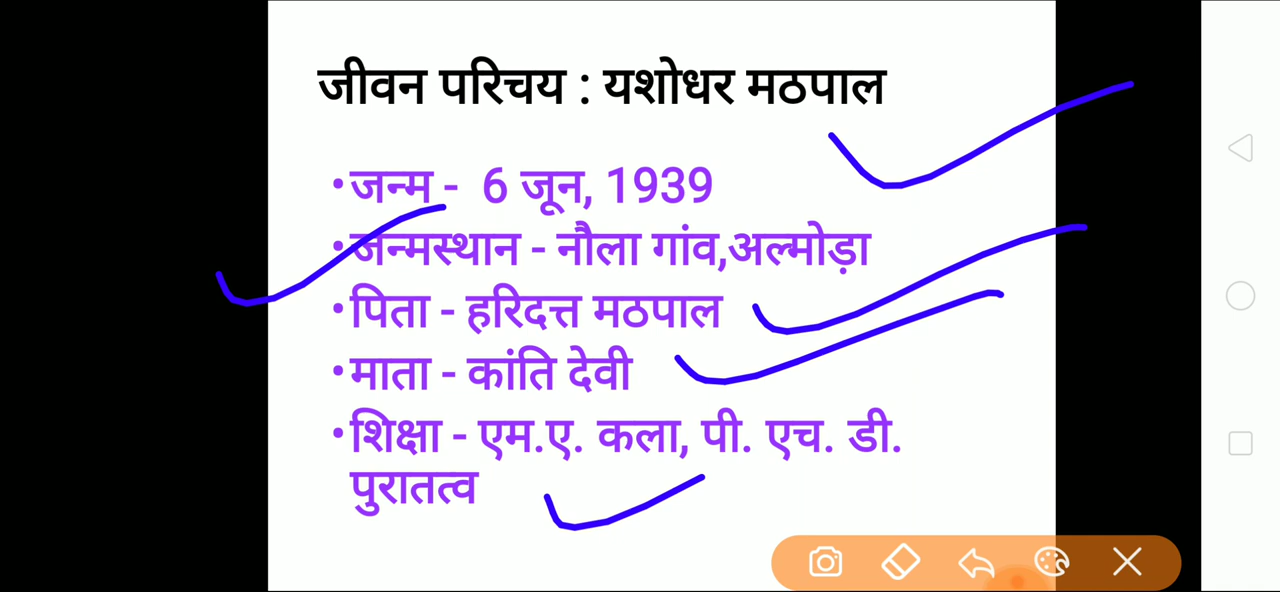 जीवन परिचय : यशोधर मठपाल
•जन्म - 6 जून, 1939
•जन्मस्थान - नौला गांव,अल्मोड़ा
•पिता - हरिदत्त मठपाल
•माता - कांति देवी
•शिक्षा - एम.ए. कला, पी. एच. डी.
पुरातत्व